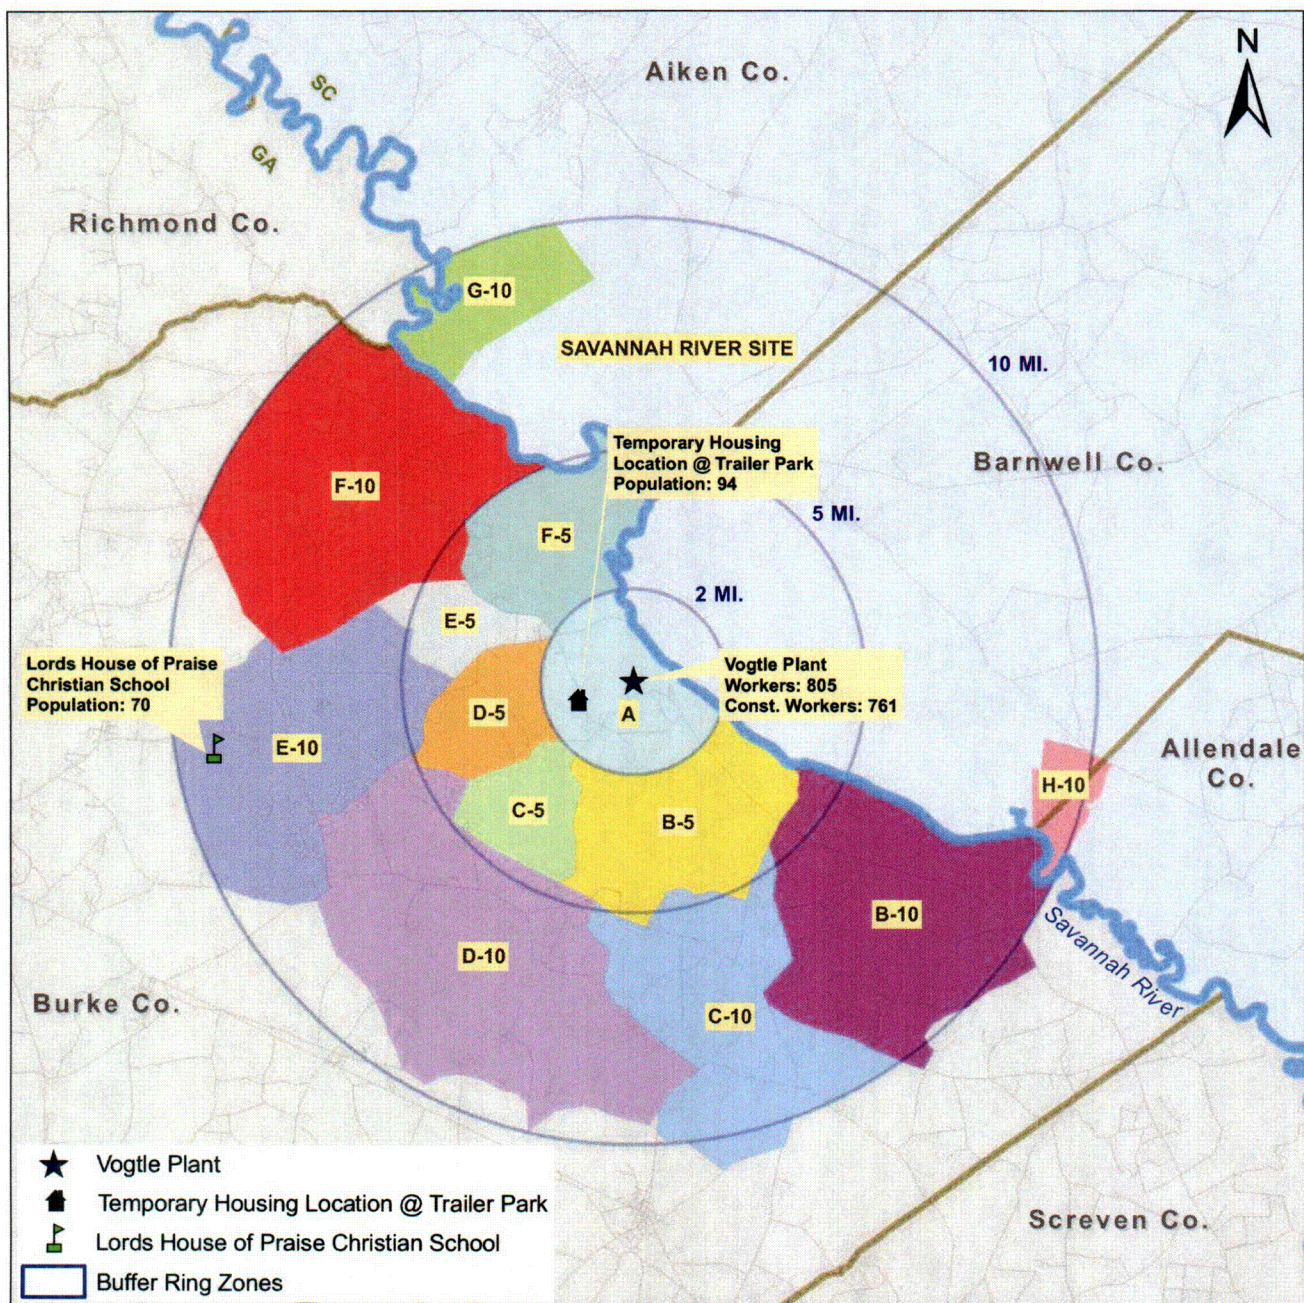 N
Aiken Co.
SC
GA
Richmond Co.
G-10
SAVANNAH RIVER SITE
10 MI.
Temporary Housing
Location @ Trailer Park
Population: 94
Barnwell Co.
F-10
5 MI.
F-5
2 MI.
E-5
Lords House of Praise
Christian School
Population: 70
Vogtle Plant
Workers: 805
Const. Workers: 761
D-5
A
E-10
Allendale
Co.
H-10
C-5
B-5
B-10
Savannah River
D-10
Burke Co.
C-10
Vogtle Plant
Temporary Housing Location @ Trailer Park
Lords House of Praise Christian School
Buffer Ring Zones
Screven Co.